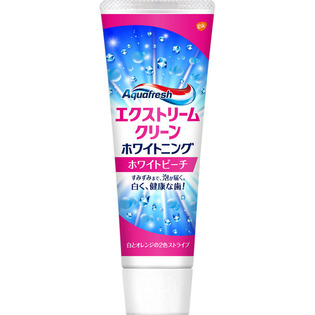 gsk
Aquafresh
エクストリーム
クリーン
ホワイトニング
ホワイトピーチ
すみずみまで、泡が届く。
白く、健康な歯!
白とオレンジの2色ストライプ